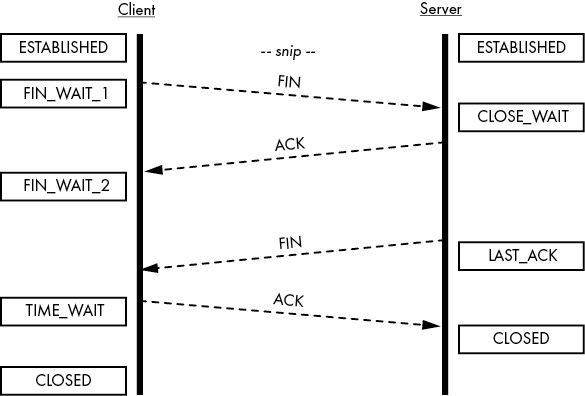 Client
Server
ESTABLISHED
-- snip --
ESTABLISHED
FIN
FIN_WAIT_1
CLOSE_WAIT
ACK
FIN_WAIT_2
FIN
LAST_ACK
ACK
TIME_WAIT
CLOSED
CLOSED